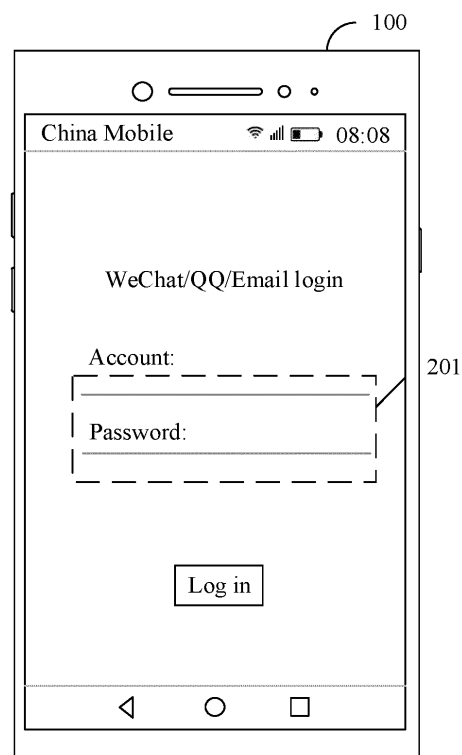 100
China Mobile 08:08
WeChat/QQ/Email login
Account:
201
Password:
Log in